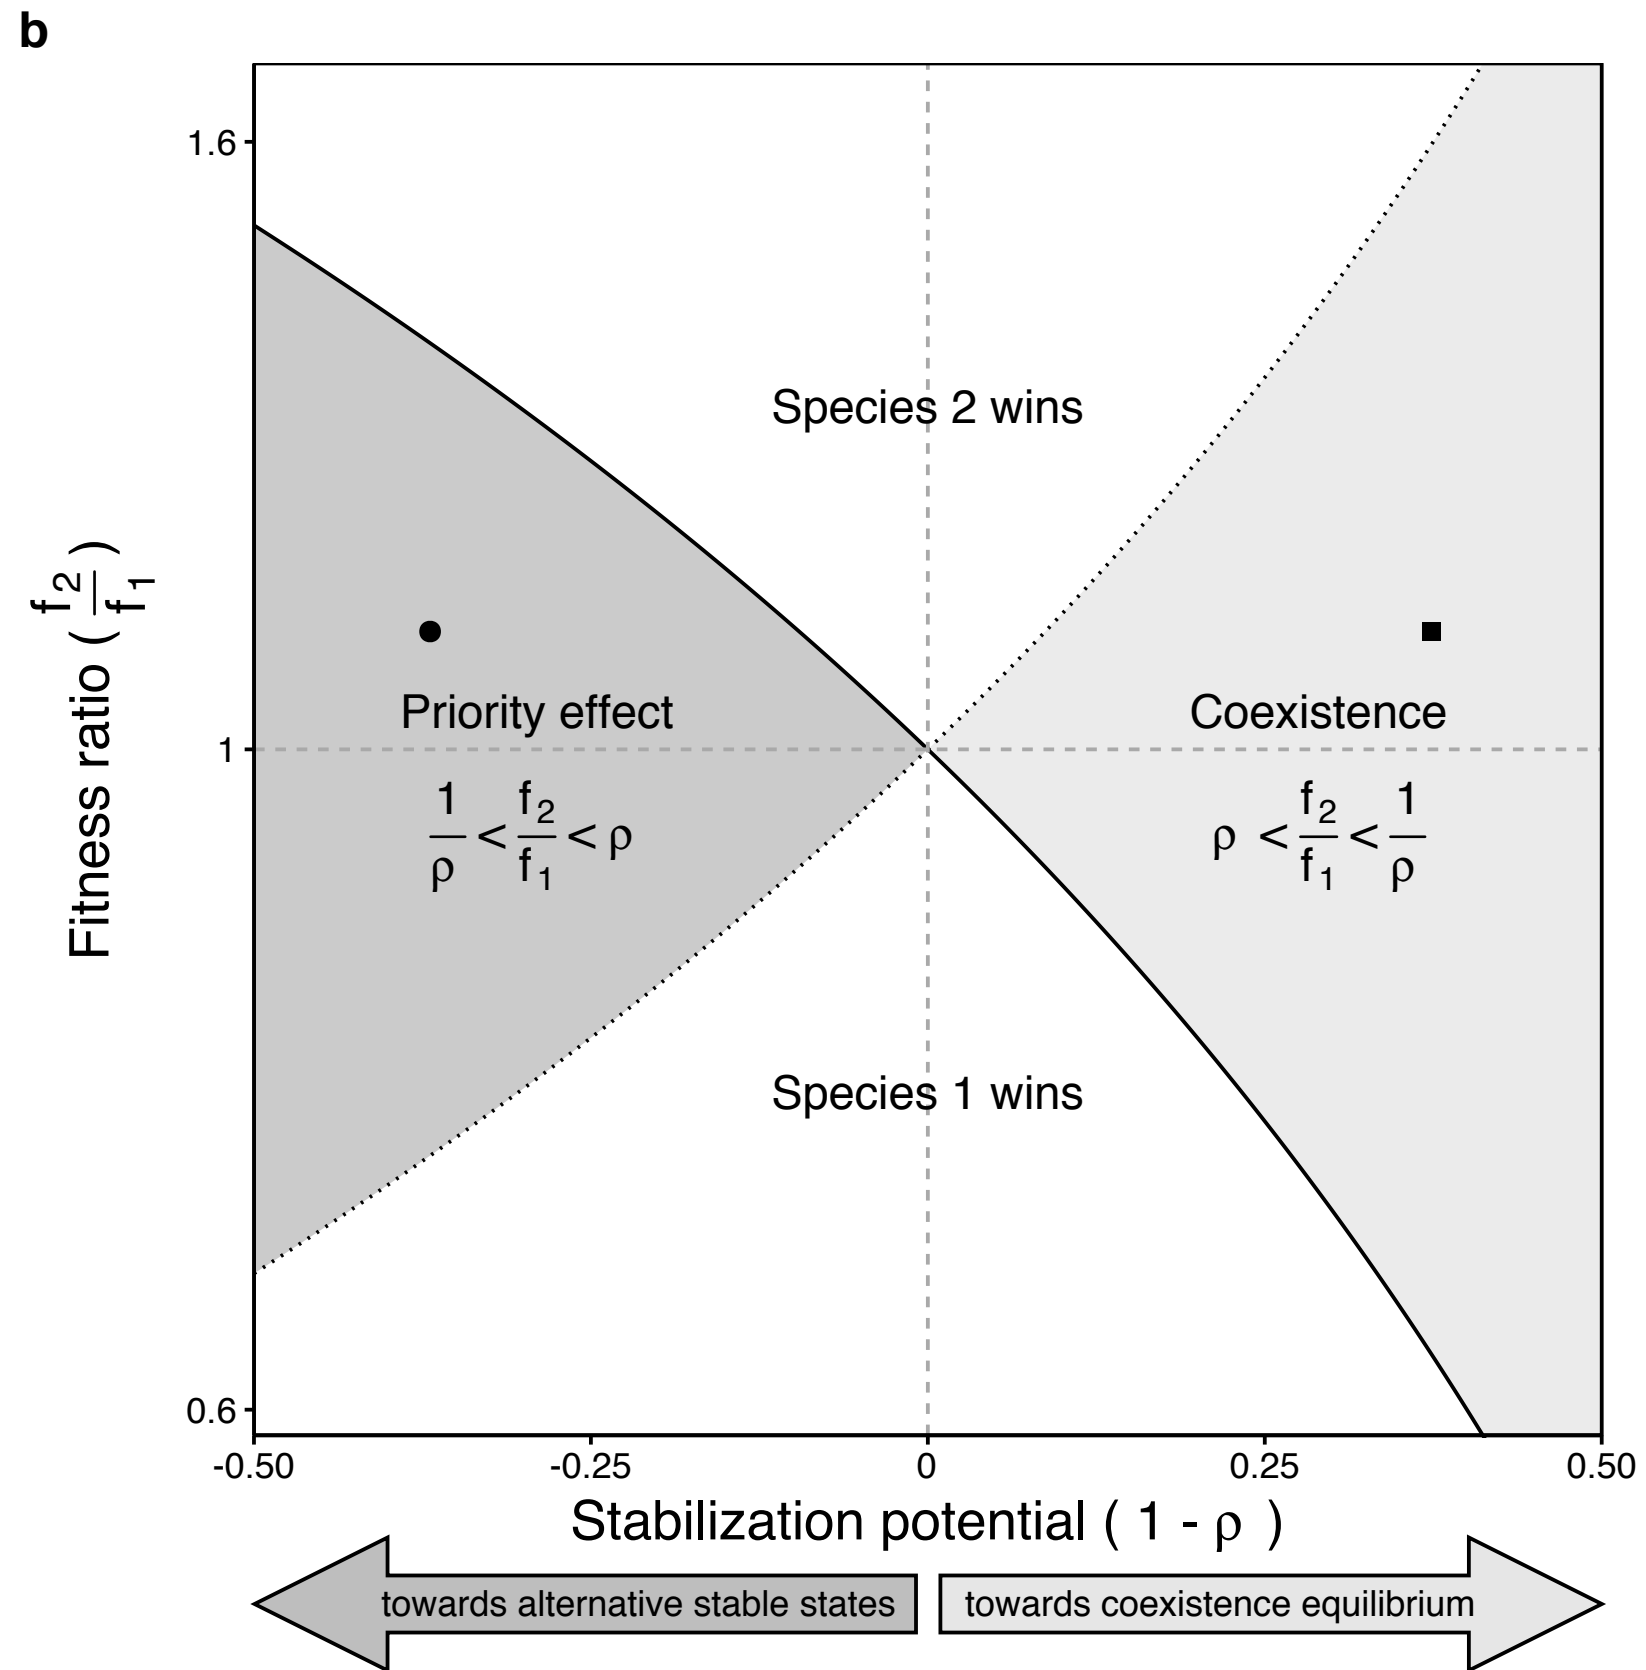 b
1.6
Species 2 wins
Fitness ratio ( f2/f1 )
Priority effect
Coexistence
1
1/ρ < f2/f1 < ρ
ρ < f2/f1 < 1/ρ
Species 1 wins
0.6
-0.50 -0.25 0 0.25 0.50
Stabilization potential ( 1 - ρ )
towards alternative stable states
towards coexistence equilibrium